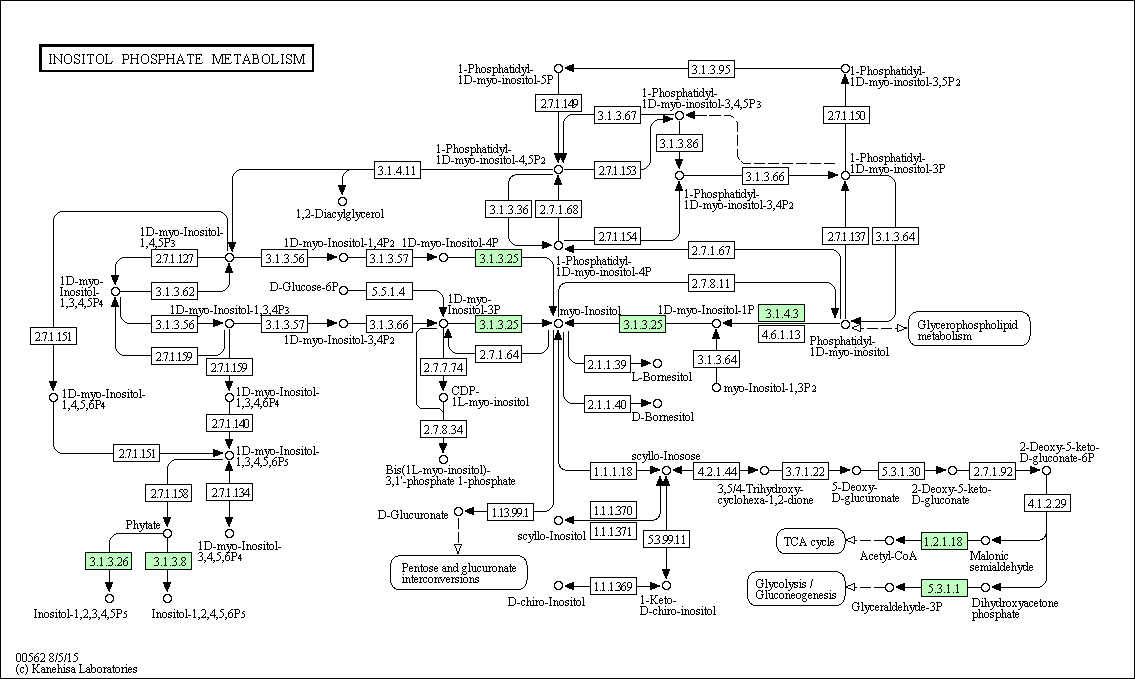 INOSITOL PHOSPHATE METABOLISM
1-Phosphatidyl-
1D-myo-inositol-5P
3.1.3.95
1-Phosphatidyl-
1D-myo-inositol-3,5P2
2.7.1.149
1-Phosphatidyl-
1D-myo-inositol-3,4,5P3
3.1.3.67
2.7.1.150
3.1.3.86
1-Phosphatidyl-
1D-myo-inositol-4,5P2
3.1.4.11
2.7.1.153
3.1.3.66
1-Phosphatidyl-
1D-myo-inositol-3P
1-Phosphatidyl-
1D-myo-inositol-3,4P2
1,2-Diacylglycerol
3.1.3.36
2.7.1.68
2.7.1.154
2.7.1.137
3.1.3.64
1D-myo-Inositol-
1,4,5P3
1D-myo-Inositol-1,4P2
1D-myo-Inositol-4P
2.7.1.67
2.7.1.127
3.1.3.56
3.1.3.57
3.1.3.25
1-Phosphatidyl-
1D-myo-inositol-4P
1D-myo-
Inositol-
1,3,4,5P4
3.1.3.62
D-Glucose-6P
5.5.1.4
2.7.8.11
1D-myo-
Inositol-3P
1D-myo-Inositol-1,3,4P3
myo-Inositol
1D-myo-Inositol-1P
3.1.4.3
Glycerophospholipid
metabolism
3.1.3.56
3.1.3.57
3.1.3.66
3.1.3.25
3.1.3.25
4.6.1.13
2.7.1.151
1D-myo-Inositol-3,4P2
Phosphatidyl-
1D-myo-inositol
2.7.1.159
2.7.1.159
2.7.1.64
2.7.7.74
2.1.1.39
3.1.3.64
L-Bornesitol
myo-Inositol-1,3P2
1D-myo-Inositol-
1,4,5,6P4
1D-myo-Inositol-
1,3,4,6P4
CDP-
1L-myo-inositol
2.1.1.40
D-Bornesitol
2.7.1.140
2.7.8.34
2.7.1.151
1D-myo-Inositol-
1,3,4,5,6P5
Bis(1L-myo-inositol)-
3,1'-phosphate 1-phosphate
scyllo-Inosose
1.1.1.18
4.2.1.44
3.7.1.22
5.3.1.30
2.7.1.92
2-Deoxy-5-keto-
D-gluconate-6P
3,5/4-Trihydroxy-
cyclohexa-1,2-dione
5-Deoxy-
D-glucuronate
2-Deoxy-5-keto-
D-gluconate
2.7.1.158
2.7.1.134
4.1.2.29
D-Glucuronate
1.13.99.1
1.1.1.370
1.1.1.371
scyllo-Inositol
Phytate
5.3.99.11
TCA cycle
Acetyl-CoA
1.2.1.18
Malonic
semialdehyde
1D-myo-Inositol-
3,4,5,6P4
3.1.3.26
3.1.3.8
Pentose and glucuronate
interconversions
Glycolysis /
Gluconeogenesis
Glyceraldehyde-3P
5.3.1.1
Dihydroxyacetone
phosphate
Inositol-1,2,3,4,5P5
Inositol-1,2,4,5,6P5
D-chiro-Inositol
1.1.1.369
1-Keto-
D-chiro-inositol
00562 8/5/15
(c) Kanehisa Laboratories